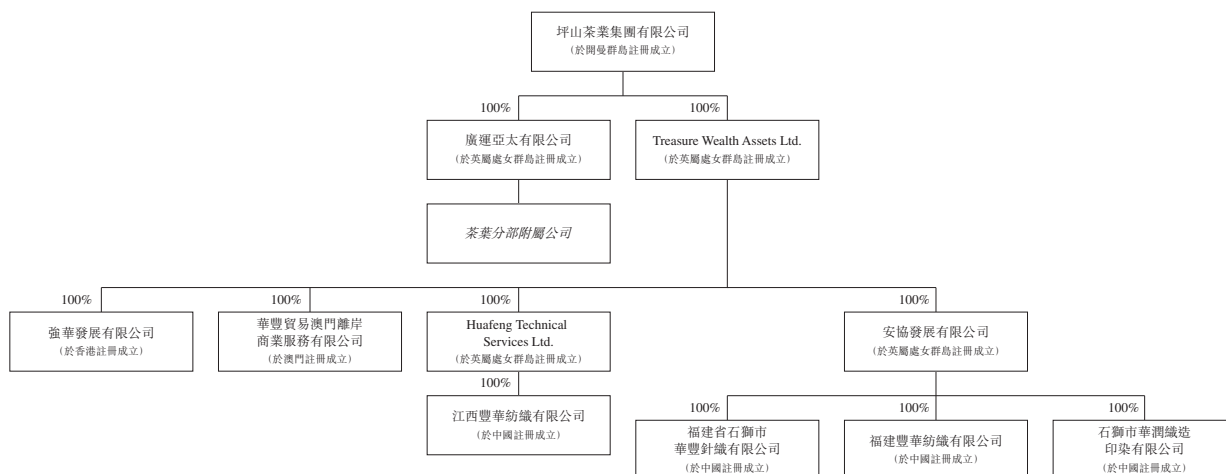 坪山茶業集團有限公司
(於開曼群島註冊成立)
100%
100%
廣運亞太有限公司
(於英屬處女群島註冊成立)
Treasure Wealth Assets Ltd.
(於英屬處女群島註冊成立)
茶葉分部附屬公司
100%
100%
100%
100%
強華發展有限公司
(於香港註冊成立)
華豐貿易澳門離岸
商業服務有限公司
(於澳門註冊成立)
Huafeng Technical
Services Ltd.
(於英屬處女群島註冊成立)
安協發展有限公司
(於英屬處女群島註冊成立)
100%
100%
100%
100%
江西豐華紡織有限公司
(於中國註冊成立)
福建省石獅市
華豐針織有限公司
(於中國註冊成立)
福建豐華紡織有限公司
(於中國註冊成立)
石獅市華潤織造
印染有限公司
(於中國註冊成立)